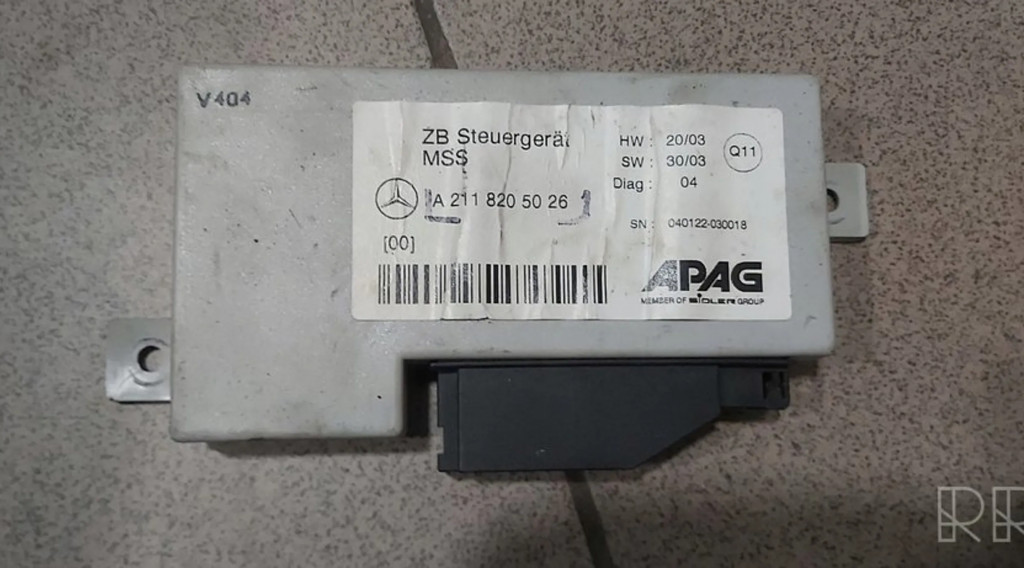 V404
ZB Steuergerät
MSS
A 211 820 50 26
[00]
HW : 20/03
SW : 30/03
Diag : 04
Q11
SN : 040122-030018
APAG
MEMBER OF SIDLER GROUP